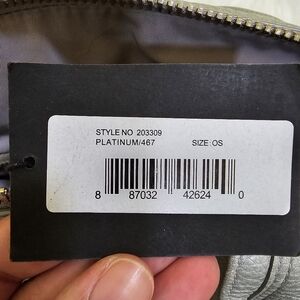 STYLE NO 203309
PLATINUM/467 SIZE: OS
8 87032 42624 0